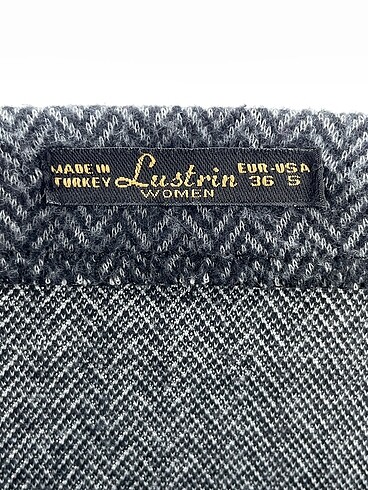 MADE IN
TURKEY
Lustrin
WOMEN
EUR-USA
36 S